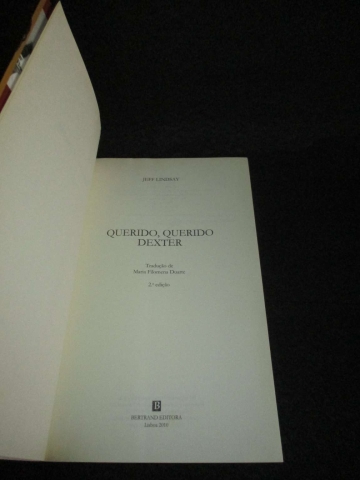 JEFF LINDSAY
QUERIDO, QUERIDO
DEXTER
Tradução de
Maria Filomena Duarte
2.ª edição
B
BERTRAND EDITORA
Lisboa 2010